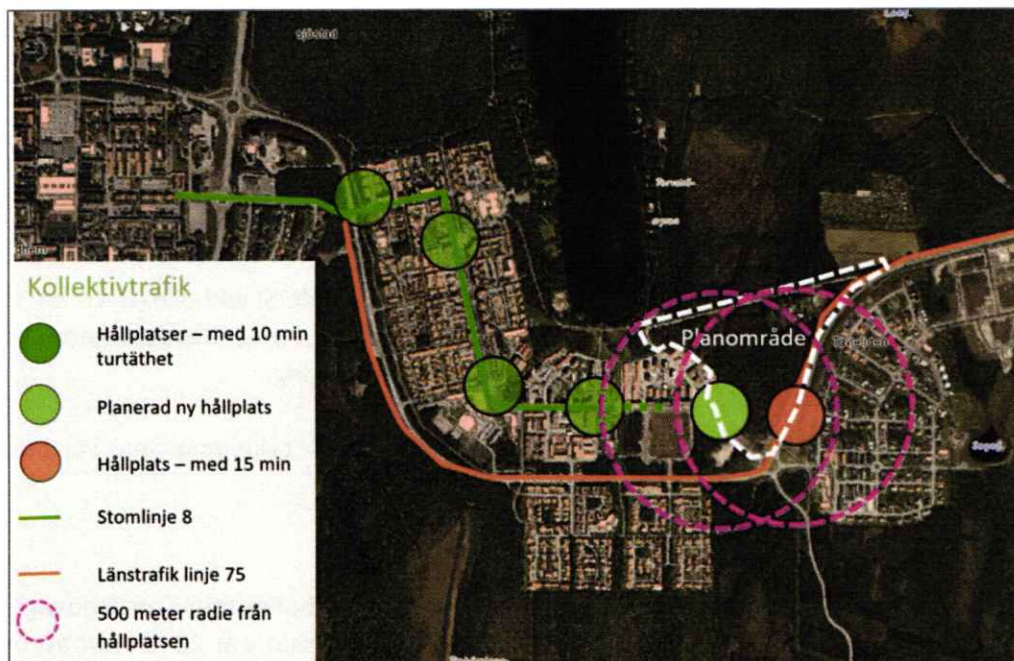 sjöstad
Planområde
Kollektivtrafik
Hållplatser – med 10 min
turtäthet
Planerad ny hållplats
Hållplats – med 15 min
Stomlinje 8
Länstrafik linje 75
500 meter radie från
hållplatsen